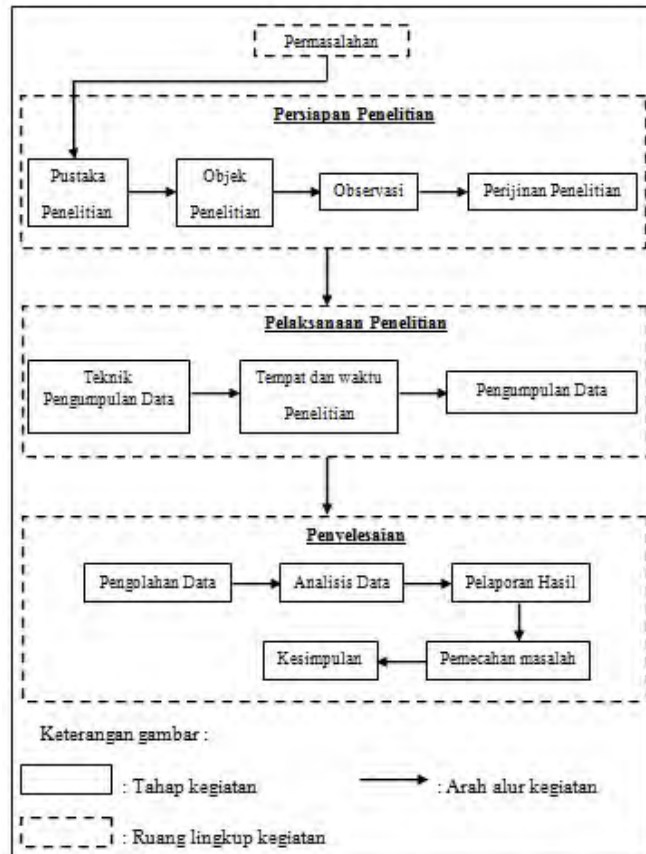 Permasalahan
Persiapan Penelitian
Pustaka
Penelitian
Objek
Penelitian
Observasi
Perijinan Penelitian
Pelaksanaan Penelitian
Teknik
Pengumpulan Data
Tempat dan waktu
Penelitian
Pengumpulan Data
Penyelesaian
Pengolahan Data
Analisis Data
Pelaporan Hasil
Kesimpulan
Pemecahan masalah
Keterangan gambar :
: Tahap kegiatan
: Arah alur kegiatan
: Ruang lingkup kegiatan